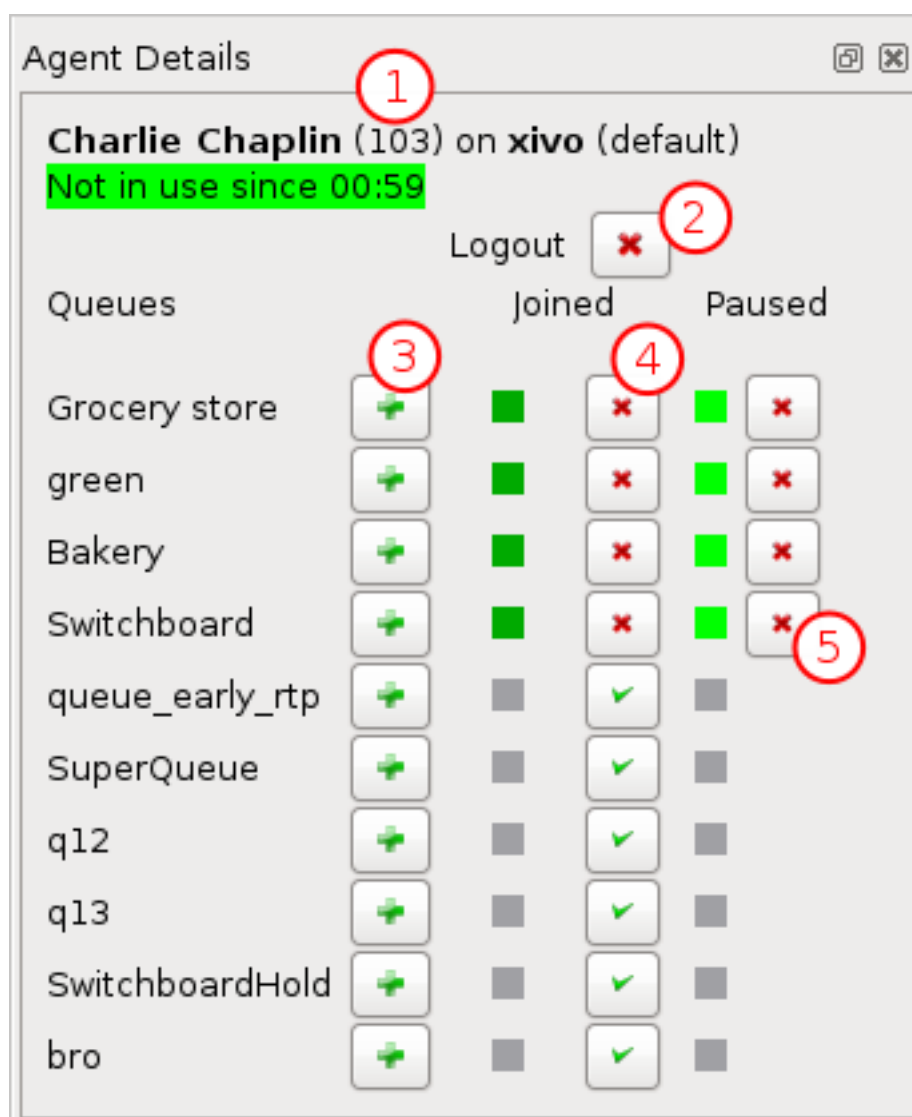 Agent Details
1
Charlie Chaplin (103) on xivo (default)
Not in use since 00:59
Logout 2
Queues Joined Paused
3 4
Grocery store
green
Bakery
Switchboard
5
queue_early_rtp
SuperQueue
q12
q13
SwitchboardHold
bro